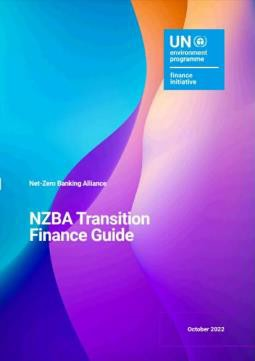 UN
environment
programme
finance
initiative
Net-Zero Banking Alliance
NZBA Transition
Finance Guide
October 2022